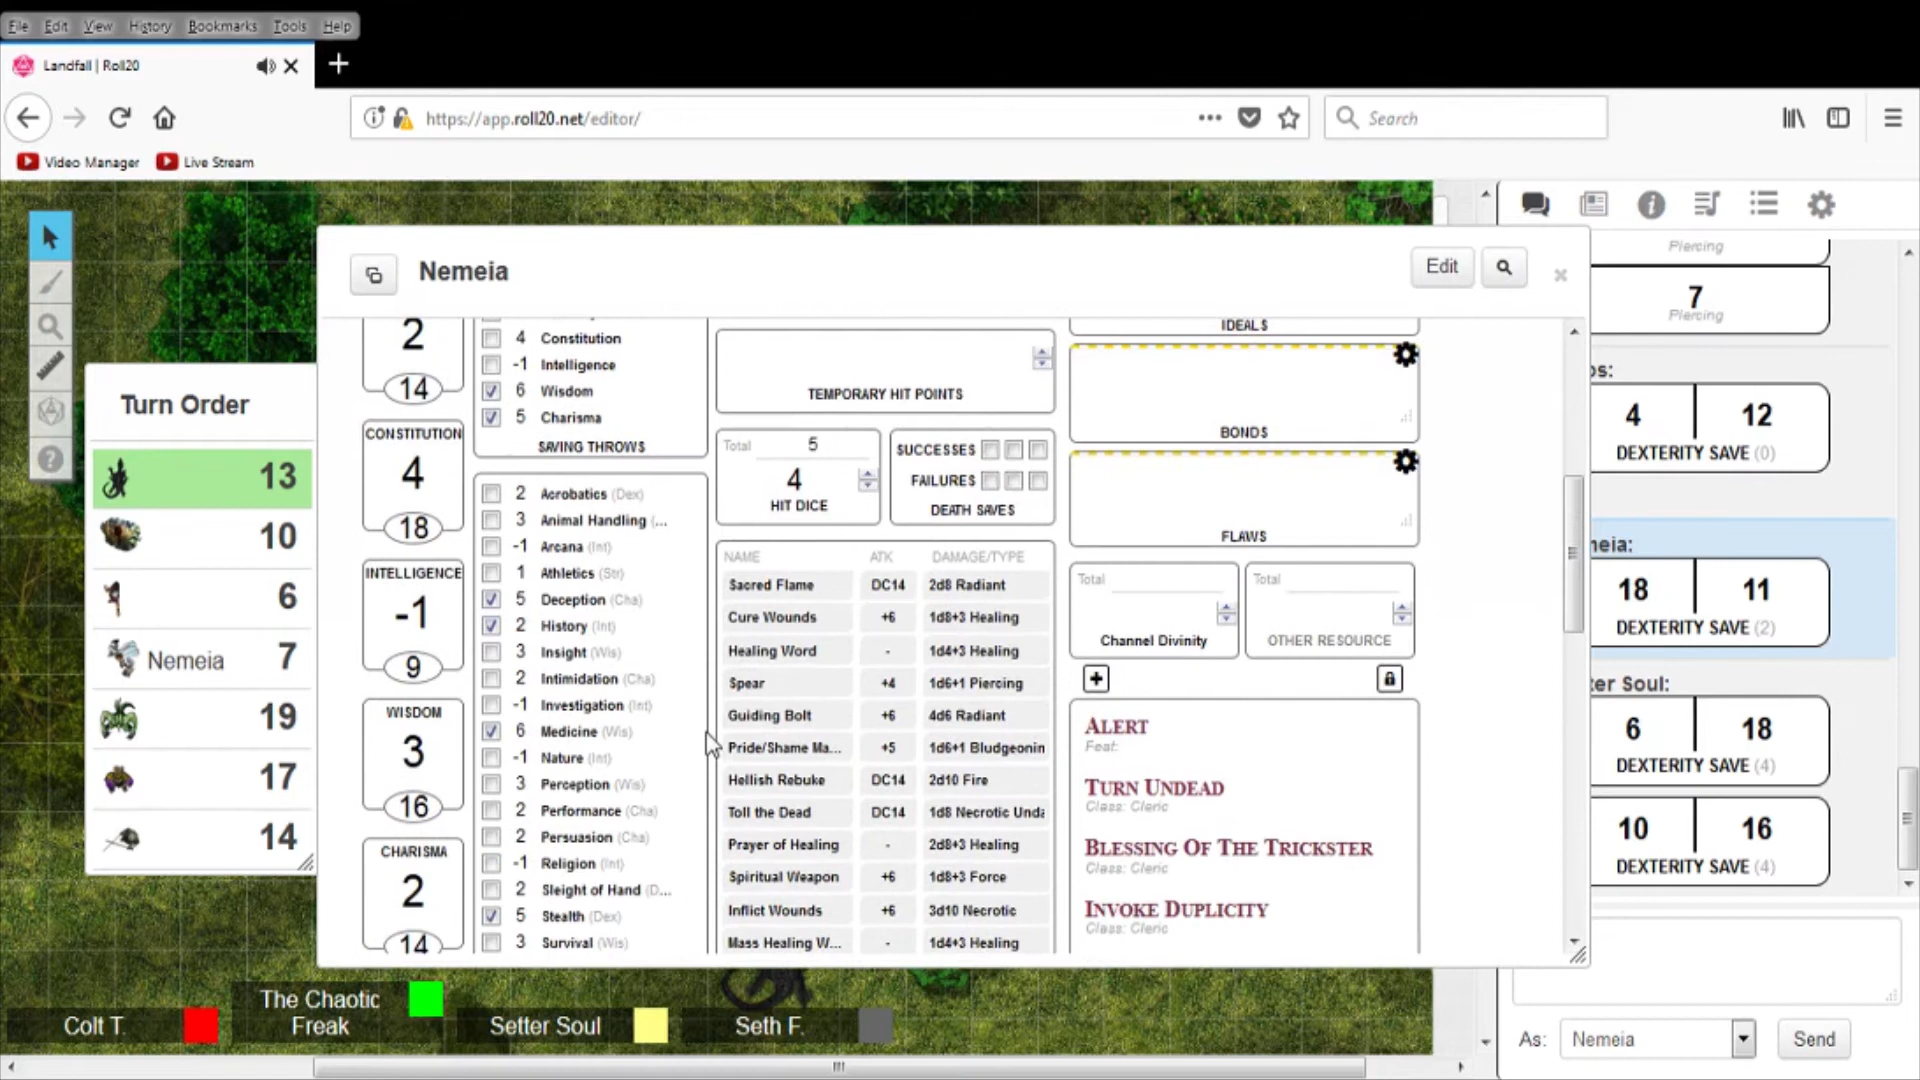 File Edit View History Bookmarks Tools Help
Landfall | Roll20
https://app.roll20.net/editor/
Search
Video Manager
Live Stream
Nemeia
Edit
Turn Order
13
10
6
Nemeia 7
19
17
14
2
14
CONSTITUTION
4
18
INTELLIGENCE
-1
9
WISDOM
3
16
CHARISMA
2
14
4 Constitution
-1 Intelligence
6 Wisdom
5 Charisma
SAVING THROWS
2 Acrobatics (Dex)
3 Animal Handling (...
-1 Arcana (Int)
1 Athletics (Str)
5 Deception (Cha)
2 History (Int)
3 Insight (Wis)
2 Intimidation (Cha)
-1 Investigation (Int)
6 Medicine (Wis)
-1 Nature (Int)
3 Perception (Wis)
2 Performance (Cha)
2 Persuasion (Cha)
-1 Religion (Int)
2 Sleight of Hand (D...
5 Stealth (Dex)
3 Survival (Wis)
TEMPORARY HIT POINTS
Total 5
4
HIT DICE
SUCCESSES
FAILURES
DEATH SAVES
NAME ATK DAMAGE/TYPE
Sacred Flame DC14 2d8 Radiant
Cure Wounds +6 1d8+3 Healing
Healing Word - 1d4+3 Healing
Spear +4 1d6+1 Piercing
Guiding Bolt +6 4d6 Radiant
Pride/Shame Ma... +5 1d6+1 Bludgeonin
Hellish Rebuke DC14 2d10 Fire
Toll the Dead DC14 1d8 Necrotic Unda
Prayer of Healing - 2d8+3 Healing
Spiritual Weapon +6 1d8+3 Force
Inflict Wounds +6 3d10 Necrotic
Mass Healing W... - 1d4+3 Healing
IDEALS
BONDS
FLAWS
Total
Channel Divinity
Total
OTHER RESOURCE
ALERT
Feat:
TURN UNDEAD
Class: Cleric
BLESSING OF THE TRICKSTER
Class: Cleric
INVOKE DUPLICITY
Class: Cleric
Piercing
7
Piercing
os:
4 12
DEXTERITY SAVE (0)
neia:
18 11
DEXTERITY SAVE (2)
ter Soul:
6 18
DEXTERITY SAVE (4)
10 16
DEXTERITY SAVE (4)
As: Nemeia Send
Colt T.
The Chaotic
Freak
Setter Soul
Seth F.